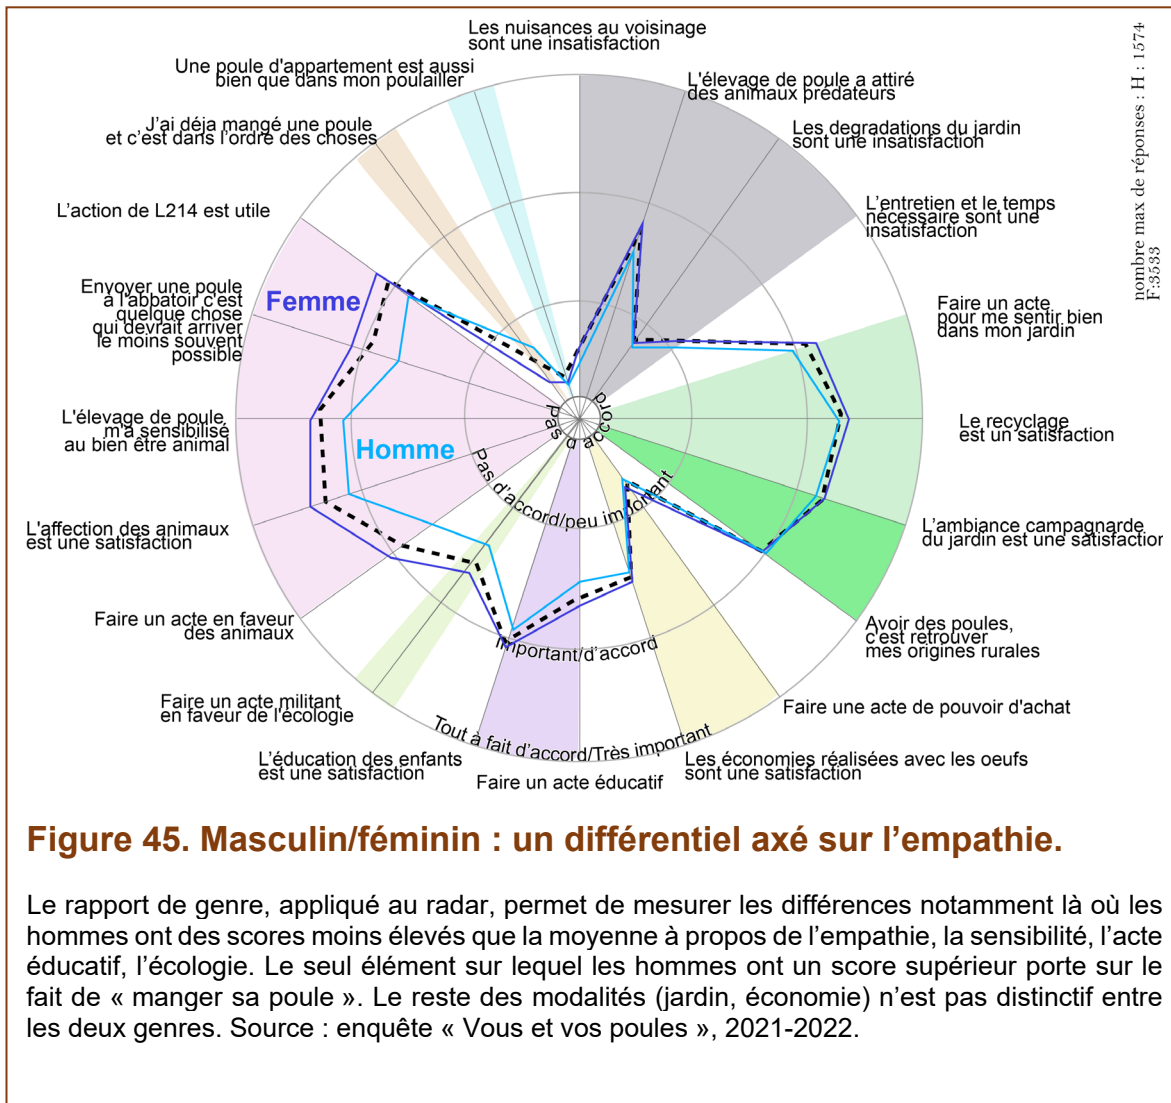 Les nuisances au voisinage
sont une insatisfaction
L'élevage de poule a attiré
des animaux prédateurs
Les degradations du jardin
sont une insatisfaction
L'entretien et le temps
nécessaire sont une
insatisfaction
Faire un acte
pour me sentir bien
dans mon jardin
Le recyclage
est un satisfaction
L'ambiance campagnarde
du jardin est une satisfaction
Avoir des poules,
c'est retrouver
mes origines rurales
Faire une acte de pouvoir d'achat
Les économies réalisées avec les oeufs
sont une satisfaction
Faire un acte éducatif
L'éducation des enfants
est une satisfaction
Faire un acte militant
en faveur de l'écologie
Faire un acte en faveur
des animaux
L'affection des animaux
est une satisfaction
L'élevage de poule
m'a sensibilisé
au bien être animal
Envoyer une poule
à l'abbatoir c'est
quelque chose
qui devrait arriver
le moins souvent
possible
L'action de L214 est utile
J'ai déja mangé une poule
et c'est dans l'ordre des choses
Une poule d'appartement est aussi
bien que dans mon poulailler
Femme
Homme
Pas d'accord
Pas d'accord/peu important
Important/d'accord
Tout à fait d'accord/Très important
nombre max de réponses : H : 1574
F:3533
Figure 45. Masculin/féminin : un différentiel axé sur l'empathie.
Le rapport de genre, appliqué au radar, permet de mesurer les différences notamment là où les
hommes ont des scores moins élevés que la moyenne à propos de l'empathie, la sensibilité, l'acte
éducatif, l'écologie. Le seul élément sur lequel les hommes ont un score supérieur porte sur le
fait de « manger sa poule ». Le reste des modalités (jardin, économie) n'est pas distinctif entre
les deux genres. Source : enquête « Vous et vos poules », 2021-2022.